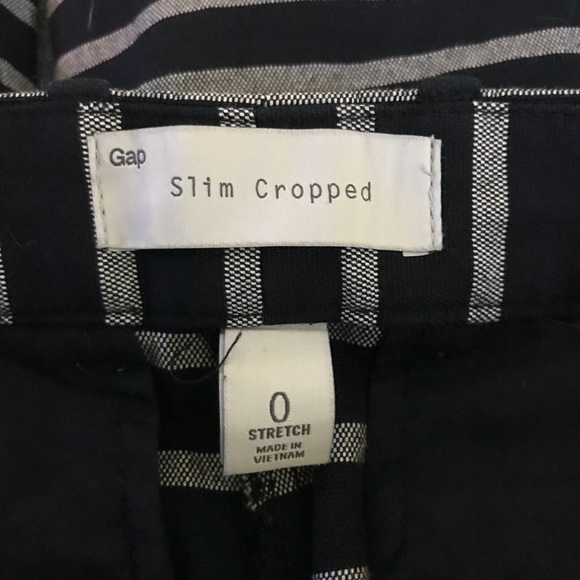 Gap
Slim Cropped
0
STRETCH
MADE IN
VIETNAM